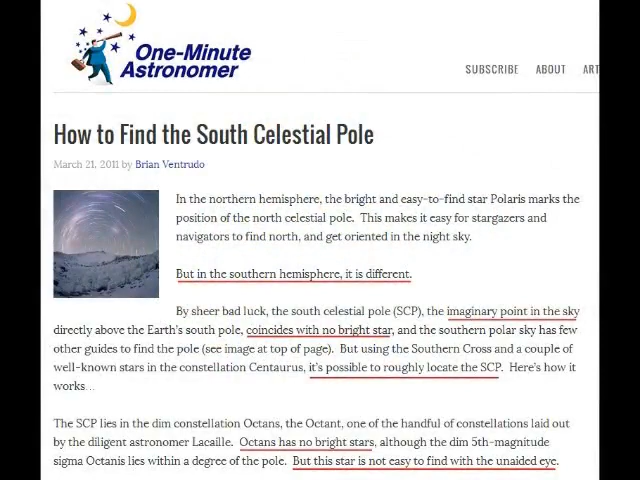 One-Minute
Astronomer
SUBSCRIBE ABOUT ART
How to Find the South Celestial Pole
March 21, 2011 by Brian Ventrudo
In the northern hemisphere, the bright and easy-to-find star Polaris marks the
position of the north celestial pole. This makes it easy for stargazers and
navigators to find north, and get oriented in the night sky.
But in the southern hemisphere, it is different.
By sheer bad luck, the south celestial pole (SCP), the imaginary point in the sky
directly above the Earth's south pole, coincides with no bright star, and the southern polar sky has few
other guides to find the pole (see image at top of page). But using the Southern Cross and a couple of
well-known stars in the constellation Centaurus, it's possible to roughly locate the SCP. Here's how it
works...
The SCP lies in the dim constellation Octans, the Octant, one of the handful of constellations laid out
by the diligent astronomer Lacaille. Octans has no bright stars, although the dim 5th-magnitude
sigma Octanis lies within a degree of the pole. But this star is not easy to find with the unaided eye.